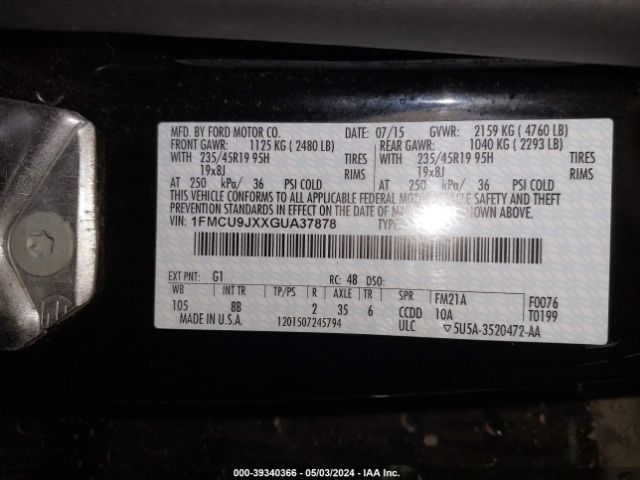 MFD. BY FORD MOTOR CO. DATE: 07/15 GVWR: 2159 KG ( 4760 LB)
FRONT GAWR: 1125 KG ( 2480 LB) REAR GAWR: 1040 KG ( 2293 LB)
WITH 235/45R19 95H TIRES WITH 235/45R19 95H TIRES
19x8J RIMS 19x8J RIMS
AT 250 kPa/ 36 PSI COLD AT 250 kPa/ 36 PSI COLD
THIS VEHICLE CONFORMS TO ALL APPLICABLE FEDERAL MOTOR VEHICLE SAFETY AND THEFT
PREVENTION STANDARDS IN EFFECT ON THE DATE OF MANUFACTURE SHOWN ABOVE.
VIN: 1FMCU9JXXGUA37878 TYPE:
EXT PNT: G1 RC: 48 DSO:
WB INT TR TP/PS R AXLE TR SPR FM21A F0076
105 8B 2 35 6 CCDD 10A T0199
MADE IN U.S.A. 1201507245794 ULC ▽5U5A-3520472-AA
000-39340366 - 05/03/2024 - IAA Inc.